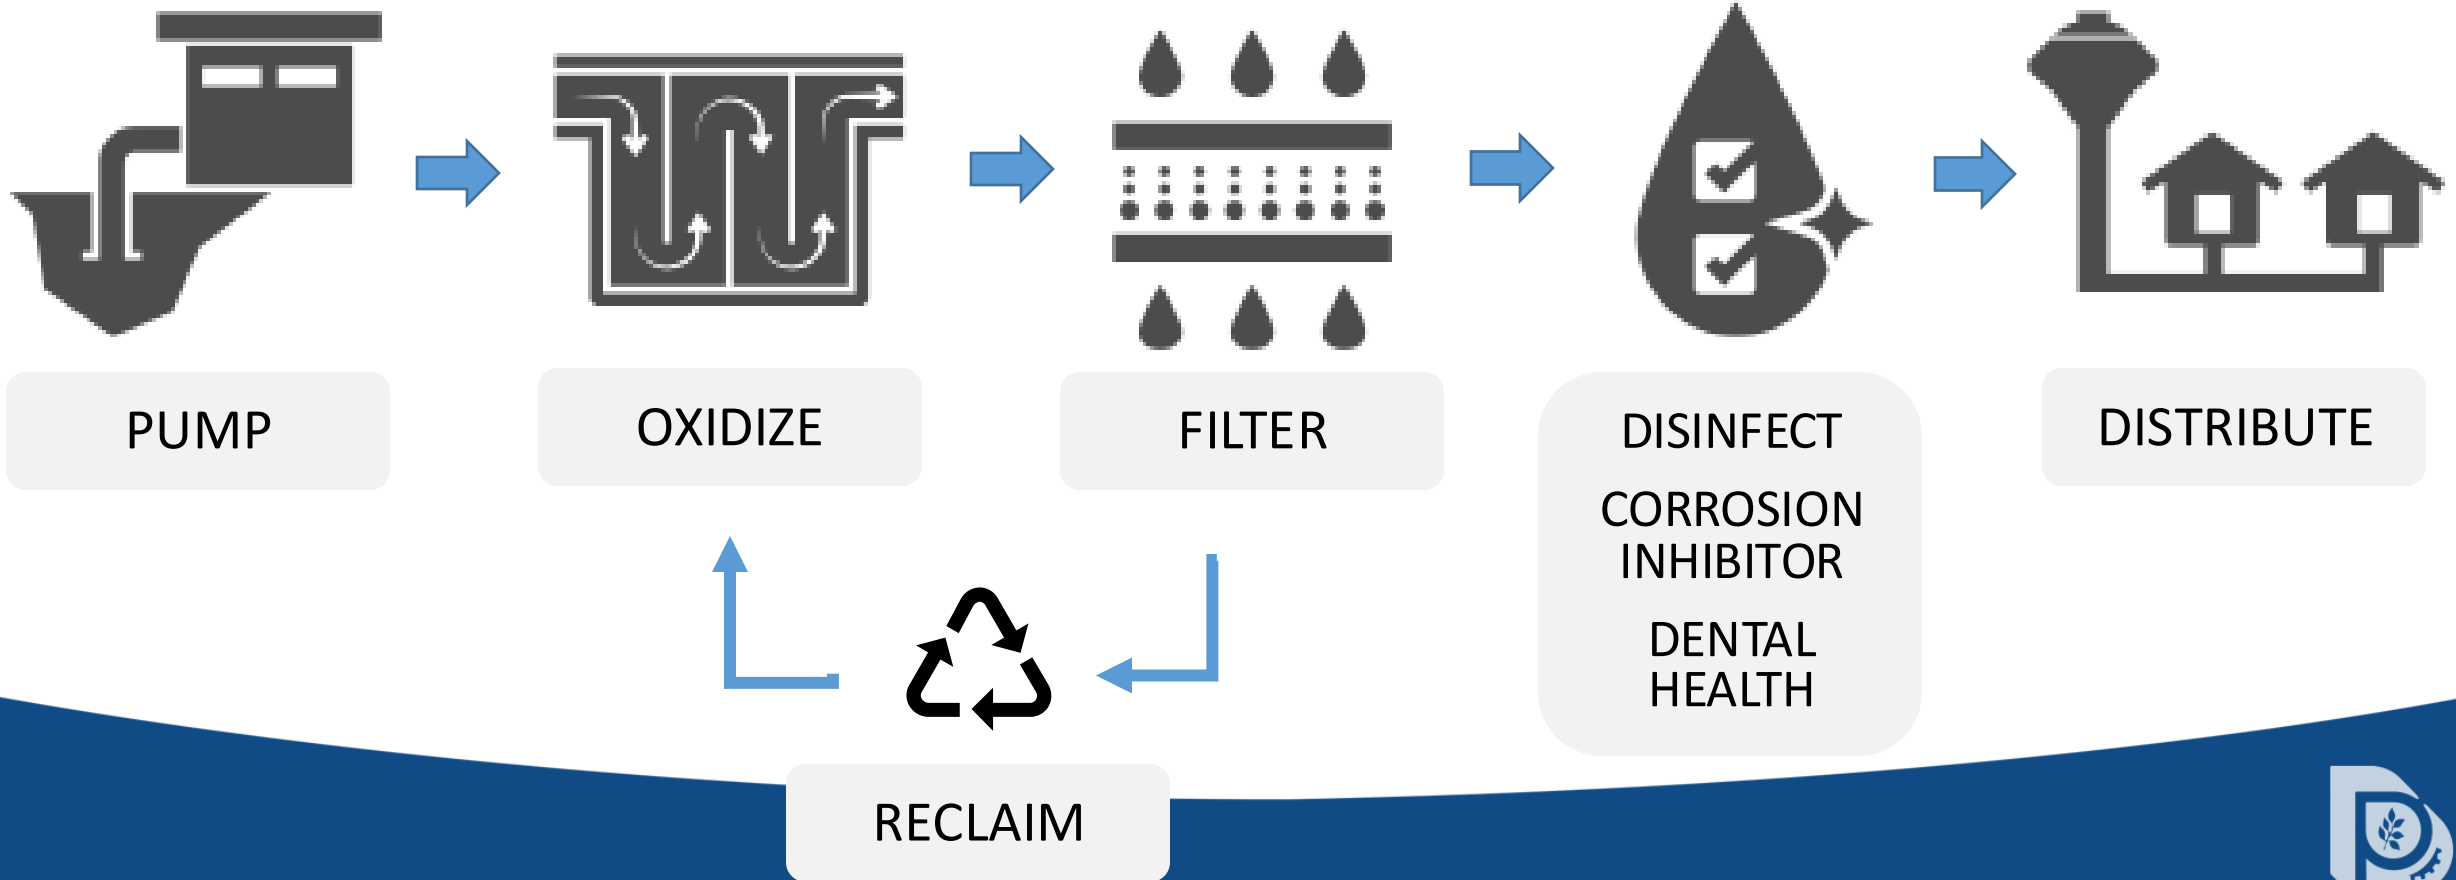 PUMP
OXIDIZE
FILTER
DISINFECT
CORROSION
INHIBITOR
DENTAL
HEALTH
DISTRIBUTE
RECLAIM